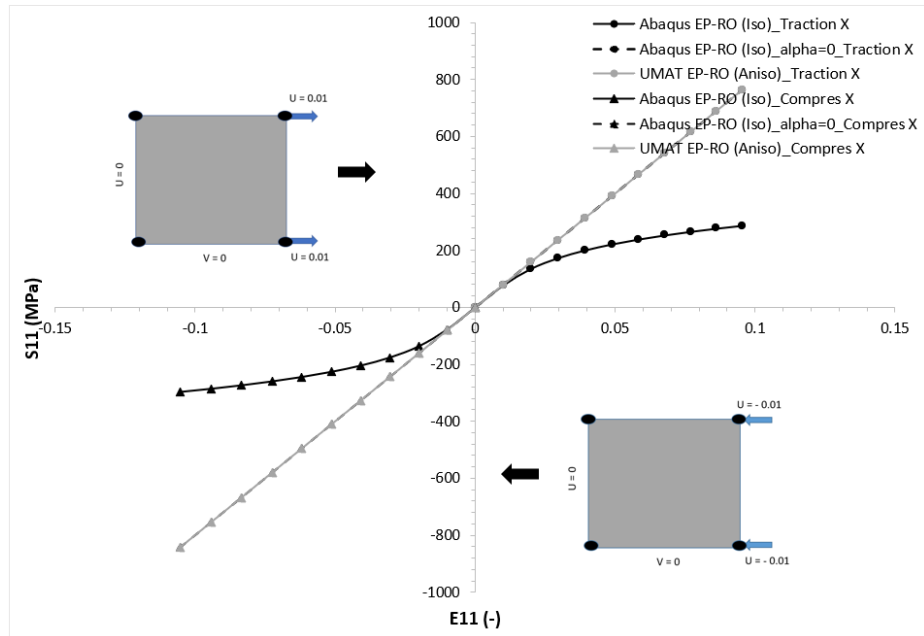 1000
800
600
400
200
0
-200
-400
-600
-800
-1000
-0.15
-0.1
-0.05
0
0.05
0.1
0.15
S11 (MPa)
E11 (-)
Abaqus EP-RO (Iso)_Traction X
Abaqus EP-RO (Iso)_alpha=0_Traction X
UMAT EP-RO (Aniso)_Traction X
Abaqus EP-RO (Iso)_Compres X
Abaqus EP-RO (Iso)_alpha=0_Compres X
UMAT EP-RO (Aniso)_Compres X
U = 0.01
U = 0
V = 0
U = 0.01
U = - 0.01
U = 0
V = 0
U = - 0.01